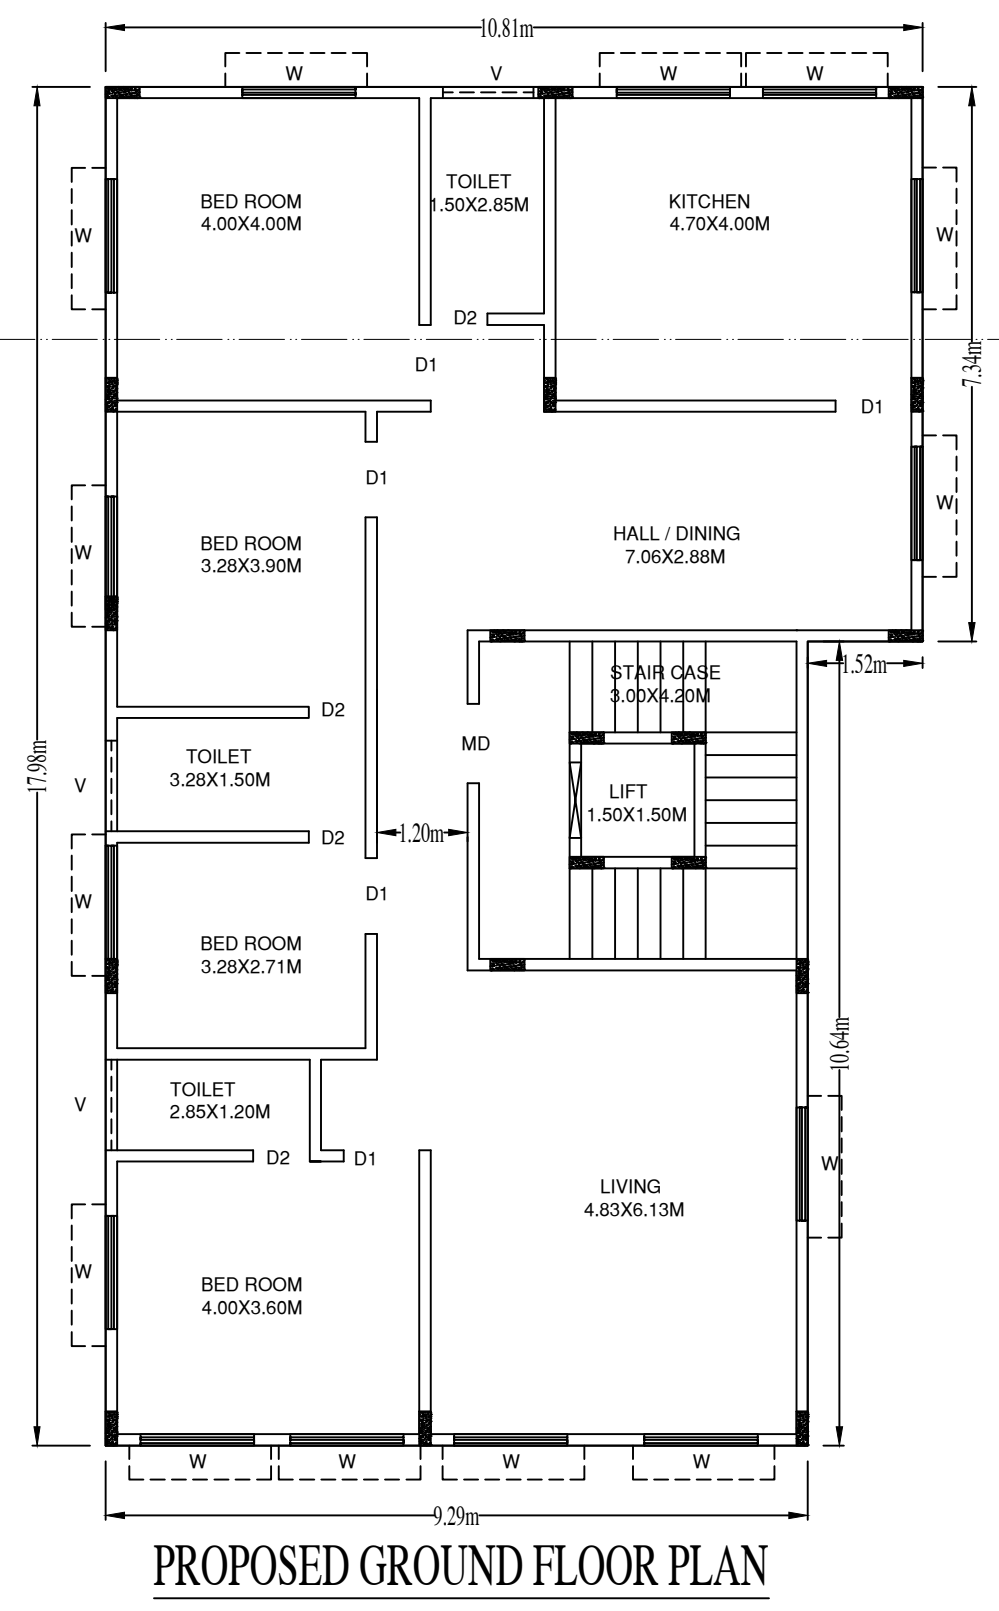 10.81m
W
V
W
W
BED ROOM
4.00X4.00M
TOILET
1.50X2.85M
KITCHEN
4.70X4.00M
W
W
D2
D1
7.34m
D1
D1
W
BED ROOM
3.28X3.90M
HALL / DINING
7.06X2.88M
W
STAIR CASE
3.00X4.20M
1.52m
D2
MD
17.98m
TOILET
3.28X1.50M
V
LIFT
1.50X1.50M
D2
1.20m
W
D1
BED ROOM
3.28X2.71M
10.64m
TOILET
2.85X1.20M
V
D2
D1
W
LIVING
4.83X6.13M
W
BED ROOM
4.00X3.60M
W
W
W
W
9.29m
PROPOSED GROUND FLOOR PLAN